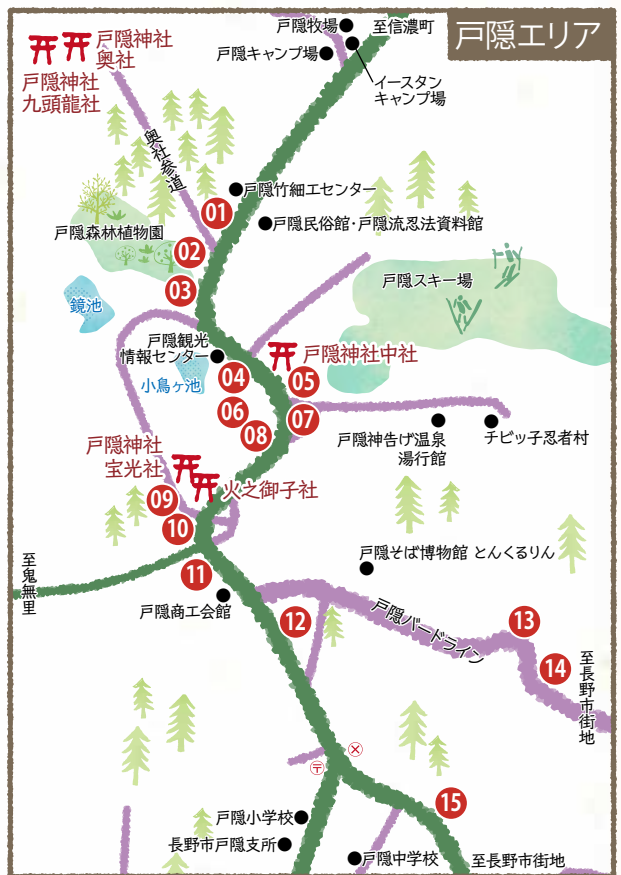 戸隠エリア
戸隠牧場
至信濃町
戸隠キャンプ場
イースタン
キャンプ場
戸隠神社
奥社
戸隠神社
九頭龍社
奥社参道
戸隠竹細工センター
01
戸隠民俗館・戸隠流忍法資料館
戸隠森林植物園
02
03
戸隠スキー場
鏡池
戸隠観光
情報センター
戸隠神社中社
小鳥ヶ池
04
05
06
07
08
戸隠神告げ温泉
湯行館
チビッ子忍者村
戸隠神社
宝光社
火之御子社
09
10
至鬼無里
11
戸隠そば博物館 とんくるりん
戸隠商工会館
12
戸隠バードライン
13
14
至長野市街地
〒
15
戸隠小学校
長野市戸隠支所
戸隠中学校
至長野市街地